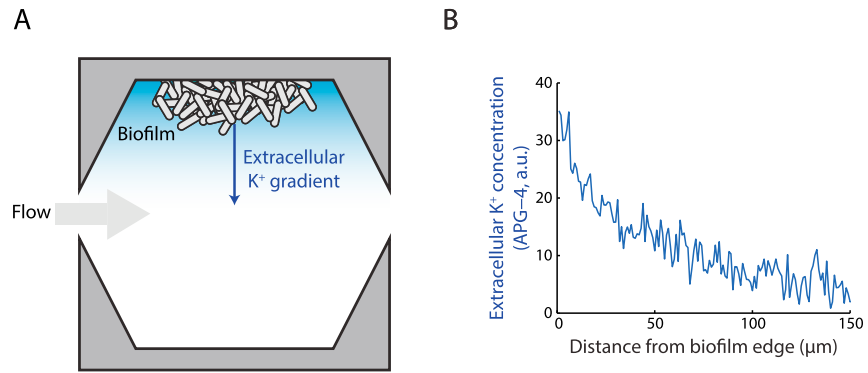 A
Biofilm
Extracellular
K⁺ gradient
Flow
B
Extracellular K⁺ concentration
(APG−4, a.u.)
40
30
20
10
0
0
50
100
150
Distance from biofilm edge (μm)